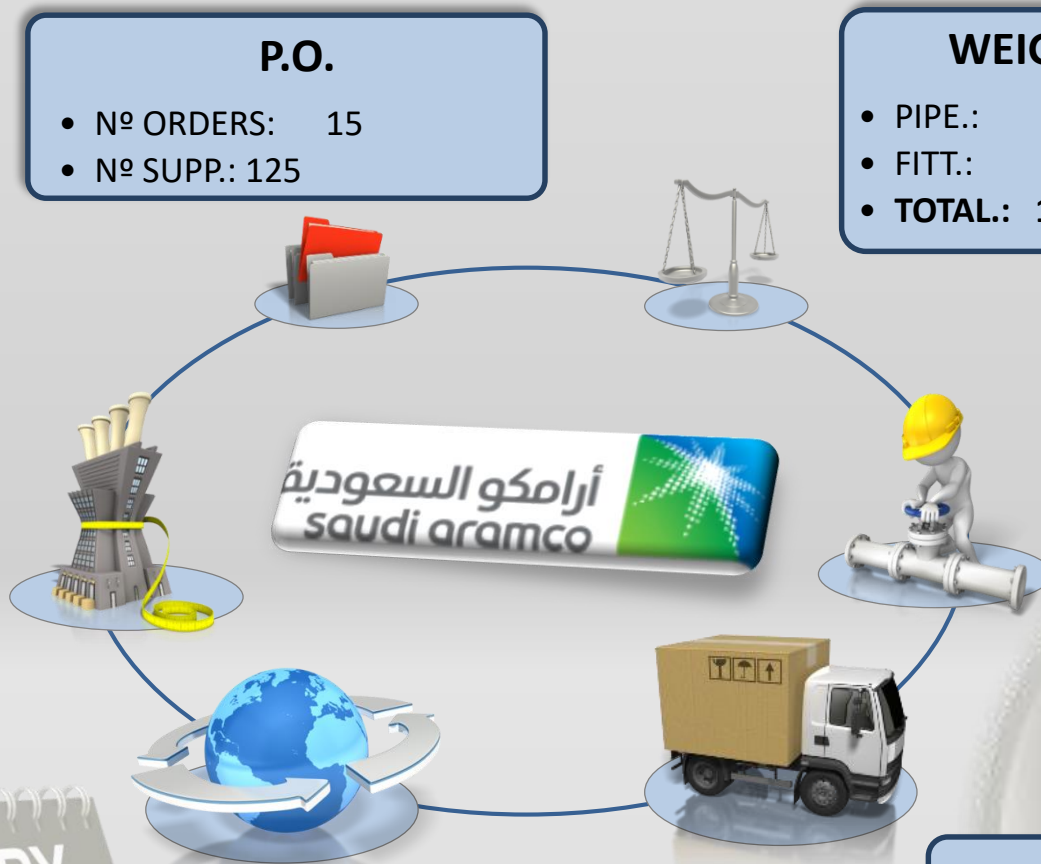 P.O.
• Nº ORDERS: 15
• Nº SUPP.: 125
• PIPE.:
• FITT.:
• TOTAL.:
أرامكو السعودية
saudi aramco